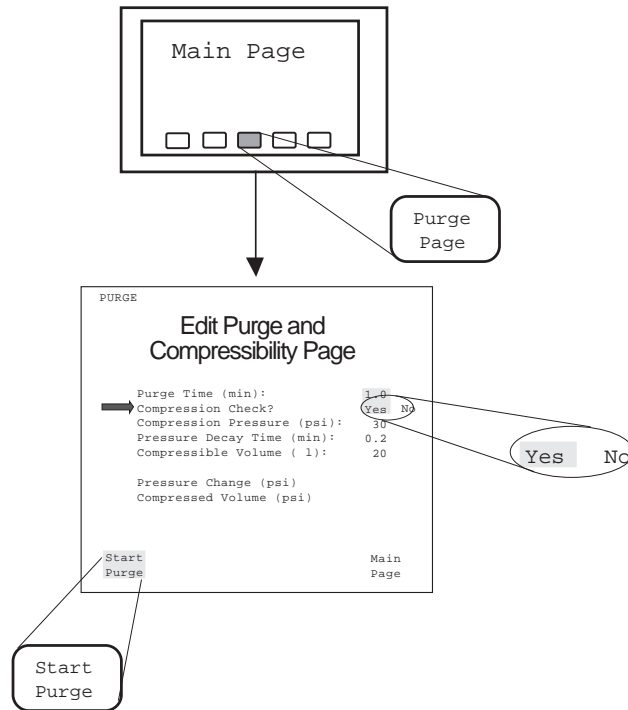 Main Page
Purge
Page
PURGE
Edit Purge and
Compressibility Page
Purge Time (min): 1.0
Compression Check? Yes No
Compression Pressure (psi): 30
Pressure Decay Time (min): 0.2
Compressible Volume ( l): 20
Yes No
Pressure Change (psi)
Compressed Volume (psi)
Start
Purge
Main
Page
Start
Purge